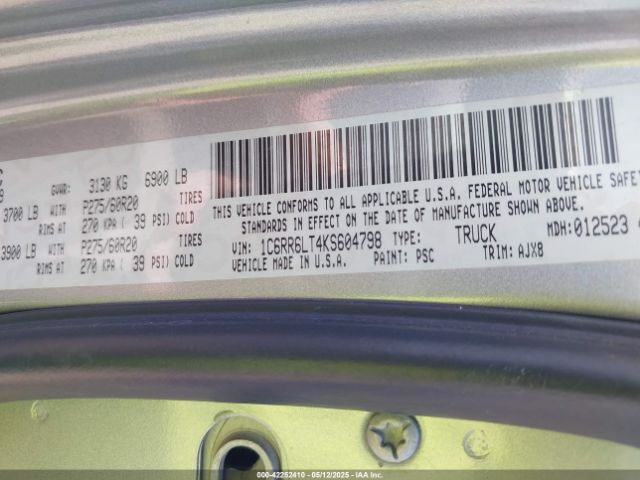 GVWR: 3130 KG 6900 LB
3700 LB WITH P275/60R20 TIRES
RIMS AT 270 KPA ( 39 PSI) COLD
3900 LB WITH P275/60R20 TIRES
RIMS AT 270 KPA ( 39 PSI) COLD
THIS VEHICLE CONFORMS TO ALL APPLICABLE U.S.A. FEDERAL MOTOR VEHICLE SAFETY
STANDARDS IN EFFECT ON THE DATE OF MANUFACTURE SHOWN ABOVE.
VIN: 1C6RR6LT4KS604798 TYPE: TRUCK MDH: 012523
VEHICLE MADE IN U.S.A. PAINT: PSC TRIM: AJX8
000-42252410 - 05/12/2025 - IAAI.com